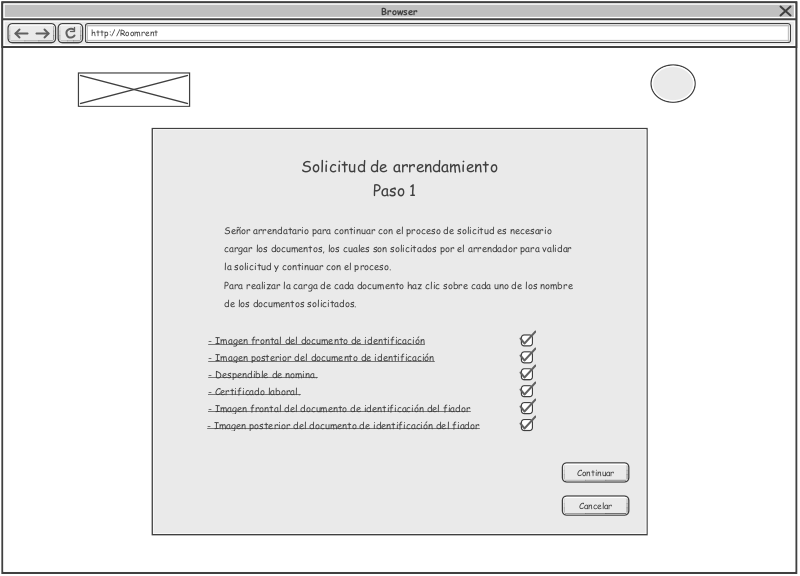 Browser
http://Roomrent
Solicitud de arrendamiento
Paso 1
Señor arrendatario para continuar con el proceso de solicitud es necesario
cargar los documentos, los cuales son solicitados por el arrendador para validar
la solicitud y continuar con el proceso.
Para realizar la carga de cada documento haz clic sobre cada uno de los nombre
de los documentos solicitados.
- Imagen frontal del documento de identificación
- Imagen posterior del documento de identificación
- Despendible de nomina.
- Certificado laboral.
- Imagen frontal del documento de identificación del fiador
- Imagen posterior del documento de identificación del fiador
Continuar
Cancelar